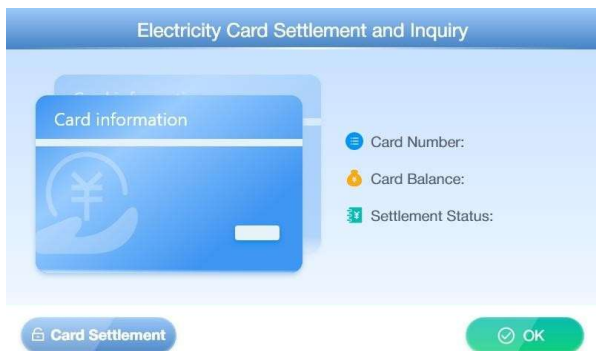 Electricity Card Settlement and Inquiry
Card information
Card Number:
Card Balance:
Settlement Status:
Card Settlement
OK